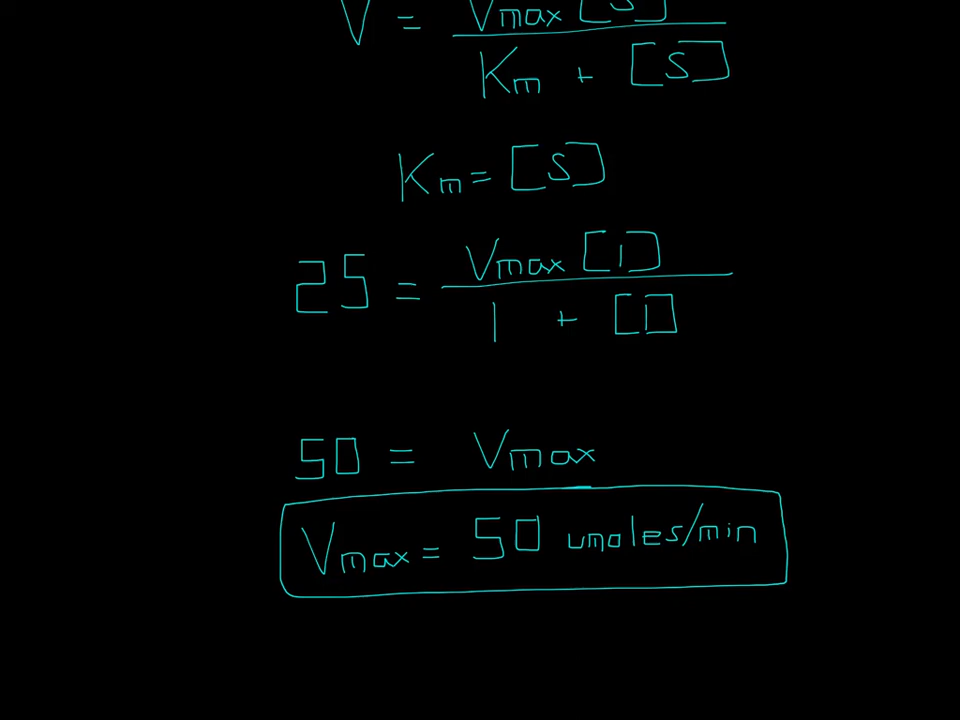 V = Vmax [S]
Km + [S]
Km = [S]
25 = Vmax [1]
1 + [1]
50 = Vmax
Vmax = 50 umoles/min